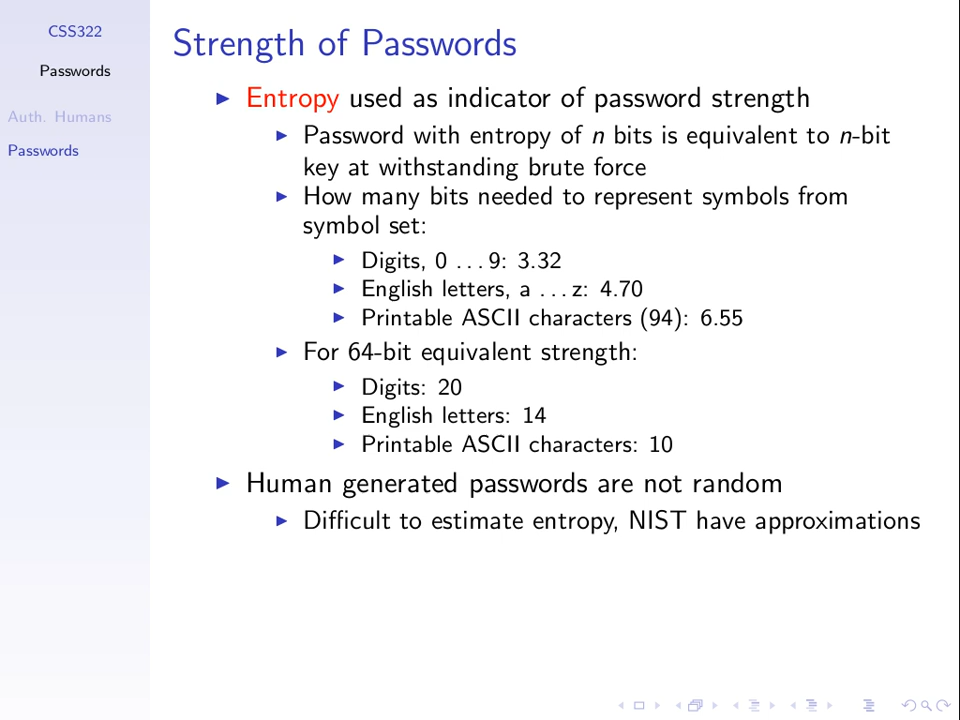 CSS322
Passwords
Auth. Humans
Passwords
Strength of Passwords
Entropy used as indicator of password strength
Password with entropy of n bits is equivalent to n-bit
key at withstanding brute force
How many bits needed to represent symbols from
symbol set:
Digits, 0 ... 9: 3.32
English letters, a ... z: 4.70
Printable ASCII characters (94): 6.55
For 64-bit equivalent strength:
Digits: 20
English letters: 14
Printable ASCII characters: 10
Human generated passwords are not random
Difficult to estimate entropy, NIST have approximations